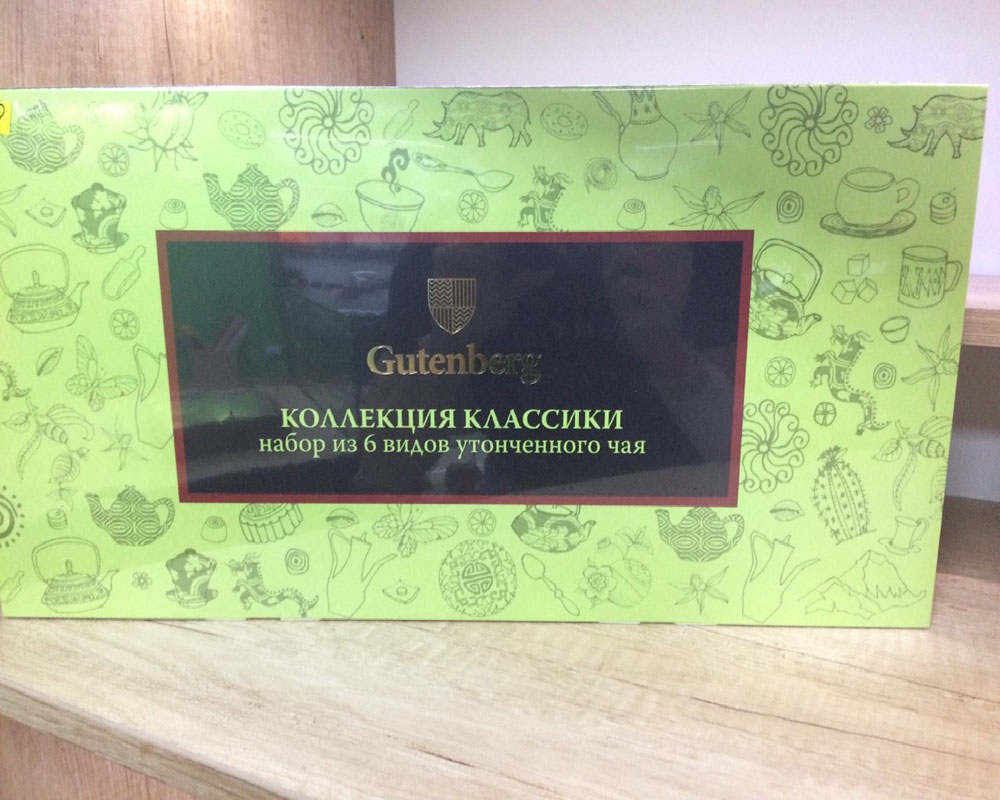 Gutenberg
КОЛЛЕКЦИЯ КЛАССИКИ
набор из 6 видов утонченного чая